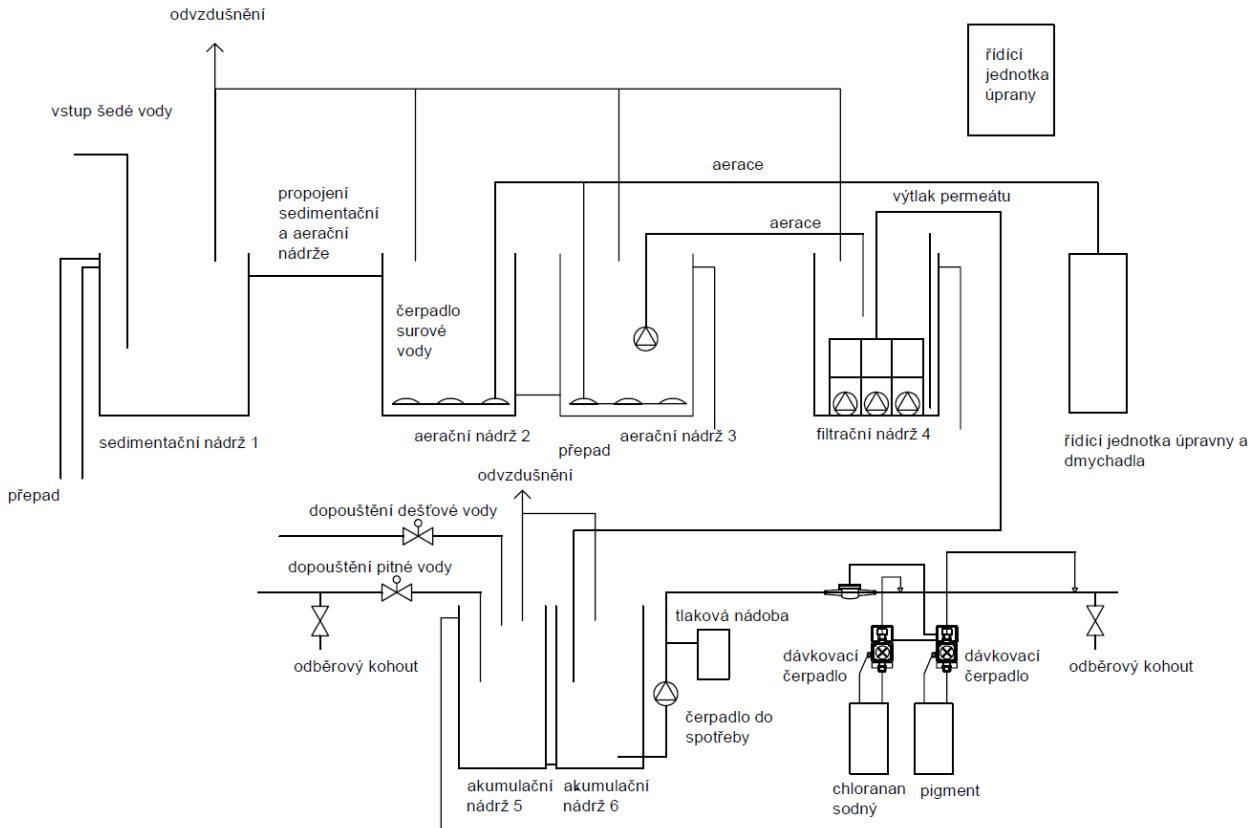 odvzdušnění
řídící
jednotka
úprany
vstup šedé vody
aerace
výtlak permeátu
propojení
sedimentační
a aerační
nádrže
aerace
čerpadlo
surové
vody
sedimentační nádrž 1
aerační nádrž 2
aerační nádrž 3
filtrační nádrž 4
řídící jednotka úpravny a
dmychadla
přepad
přepad
odvzdušnění
dopouštění dešťové vody
dopouštění pitné vody
tlaková nádoba
odběrový kohout
dávkovací
čerpadlo
dávkovací
čerpadlo
odběrový kohout
čerpadlo do
spotřeby
akumulační
nádrž 5
akumulační
nádrž 6
chloranan
sodný
pigment